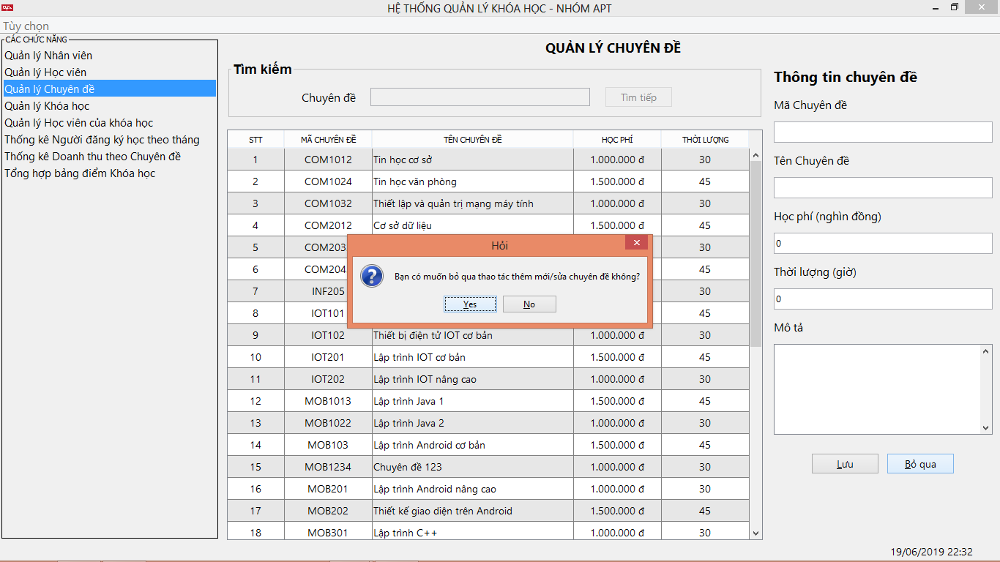 apt
HỆ THỐNG QUẢN LÝ KHÓA HỌC - NHÓM APT
Tùy chọn
CÁC CHỨC NĂNG
Quản lý Nhân viên
Quản lý Học viên
Quản lý Chuyên đề
Quản lý Khóa học
Quản lý Học viên của khóa học
Thống kê Người đăng ký học theo tháng
Thống kê Doanh thu theo Chuyên đề
Tổng hợp bảng điểm Khóa học
QUẢN LÝ CHUYÊN ĐỀ
Tìm kiếm
Chuyên đề
Tìm tiếp
STT MÃ CHUYÊN ĐỀ TÊN CHUYÊN ĐỀ HỌC PHÍ THỜI LƯỢNG
1 COM1012 Tin học cơ sở 1.000.000 đ 30
2 COM1024 Tin học văn phòng 1.500.000 đ 45
3 COM1032 Thiết lập và quản trị mạng máy tính 1.000.000 đ 30
4 COM2012 Cơ sở dữ liệu 1.500.000 đ 45
5 COM203 30
6 COM204 45
7 INF205 30
8 IOT101 45
9 IOT102 Thiết bị điện tử IOT cơ bản 1.000.000 đ 30
10 IOT201 Lập trình IOT cơ bản 1.500.000 đ 45
11 IOT202 Lập trình IOT nâng cao 1.000.000 đ 30
12 MOB1013 Lập trình Java 1 1.500.000 đ 45
13 MOB1022 Lập trình Java 2 1.000.000 đ 30
14 MOB103 Lập trình Android cơ bản 1.500.000 đ 45
15 MOB1234 Chuyên đề 123 1.000.000 đ 30
16 MOB201 Lập trình Android nâng cao 1.000.000 đ 30
17 MOB202 Thiết kế giao diện trên Android 1.500.000 đ 45
18 MOB301 Lập trình C++ 1.000.000 đ 30
Hỏi
Bạn có muốn bỏ qua thao tác thêm mới/sửa chuyên đề không?
Yes No
Thông tin chuyên đề
Mã Chuyên đề
Tên Chuyên đề
Học phí (nghìn đồng)
0
Thời lượng (giờ)
0
Mô tả
Lưu Bỏ qua
19/06/2019 22:32